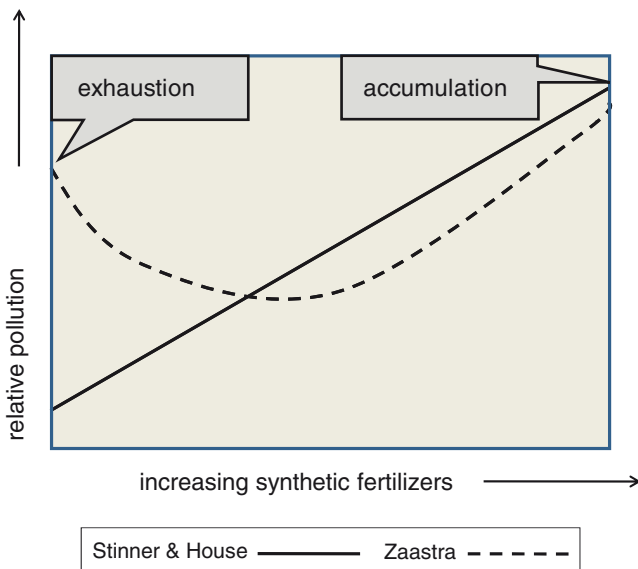 exhaustion
accumulation
relative pollution
increasing synthetic fertilizers
Stinner & House
Zaastra